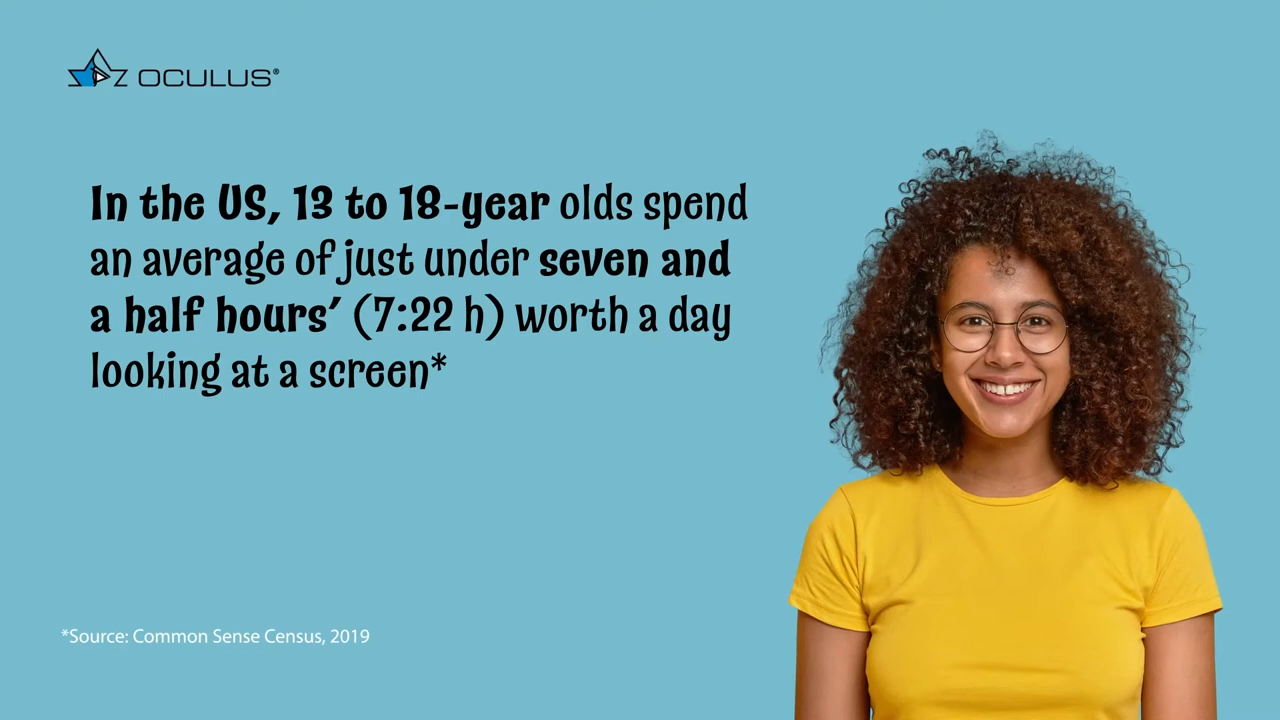 OCULUS®
In the US, 13 to 18-year olds spend
an average of just under seven and
a half hours’ (7:22 h) worth a day
looking at a screen*
*Source: Common Sense Census, 2019